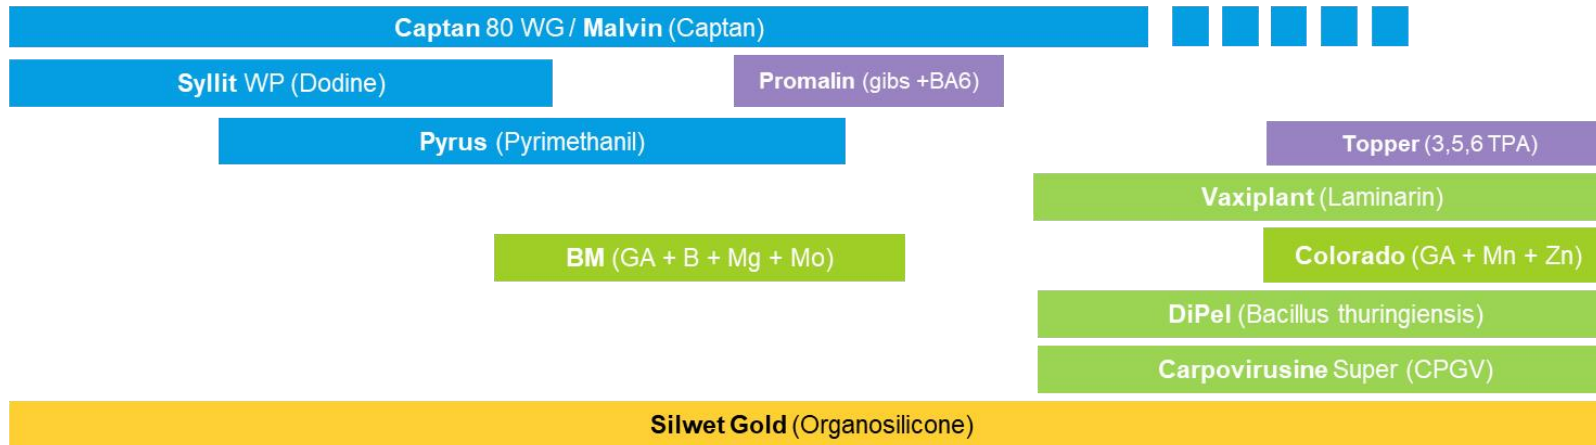 Captan 80 WG / Malvin (Captan)
Syllit WP (Dodine)
Promalin (gibs +BA6)
Pyrus (Pyrimethanil)
Topper (3,5,6 TPA)
Vaxiplant (Laminarin)
BM (GA + B + Mg + Mo)
Colorado (GA + Mn + Zn)
DiPel (Bacillus thuringiensis)
Carpovirusine Super (CPGV)
Silwet Gold (Organosilicone)